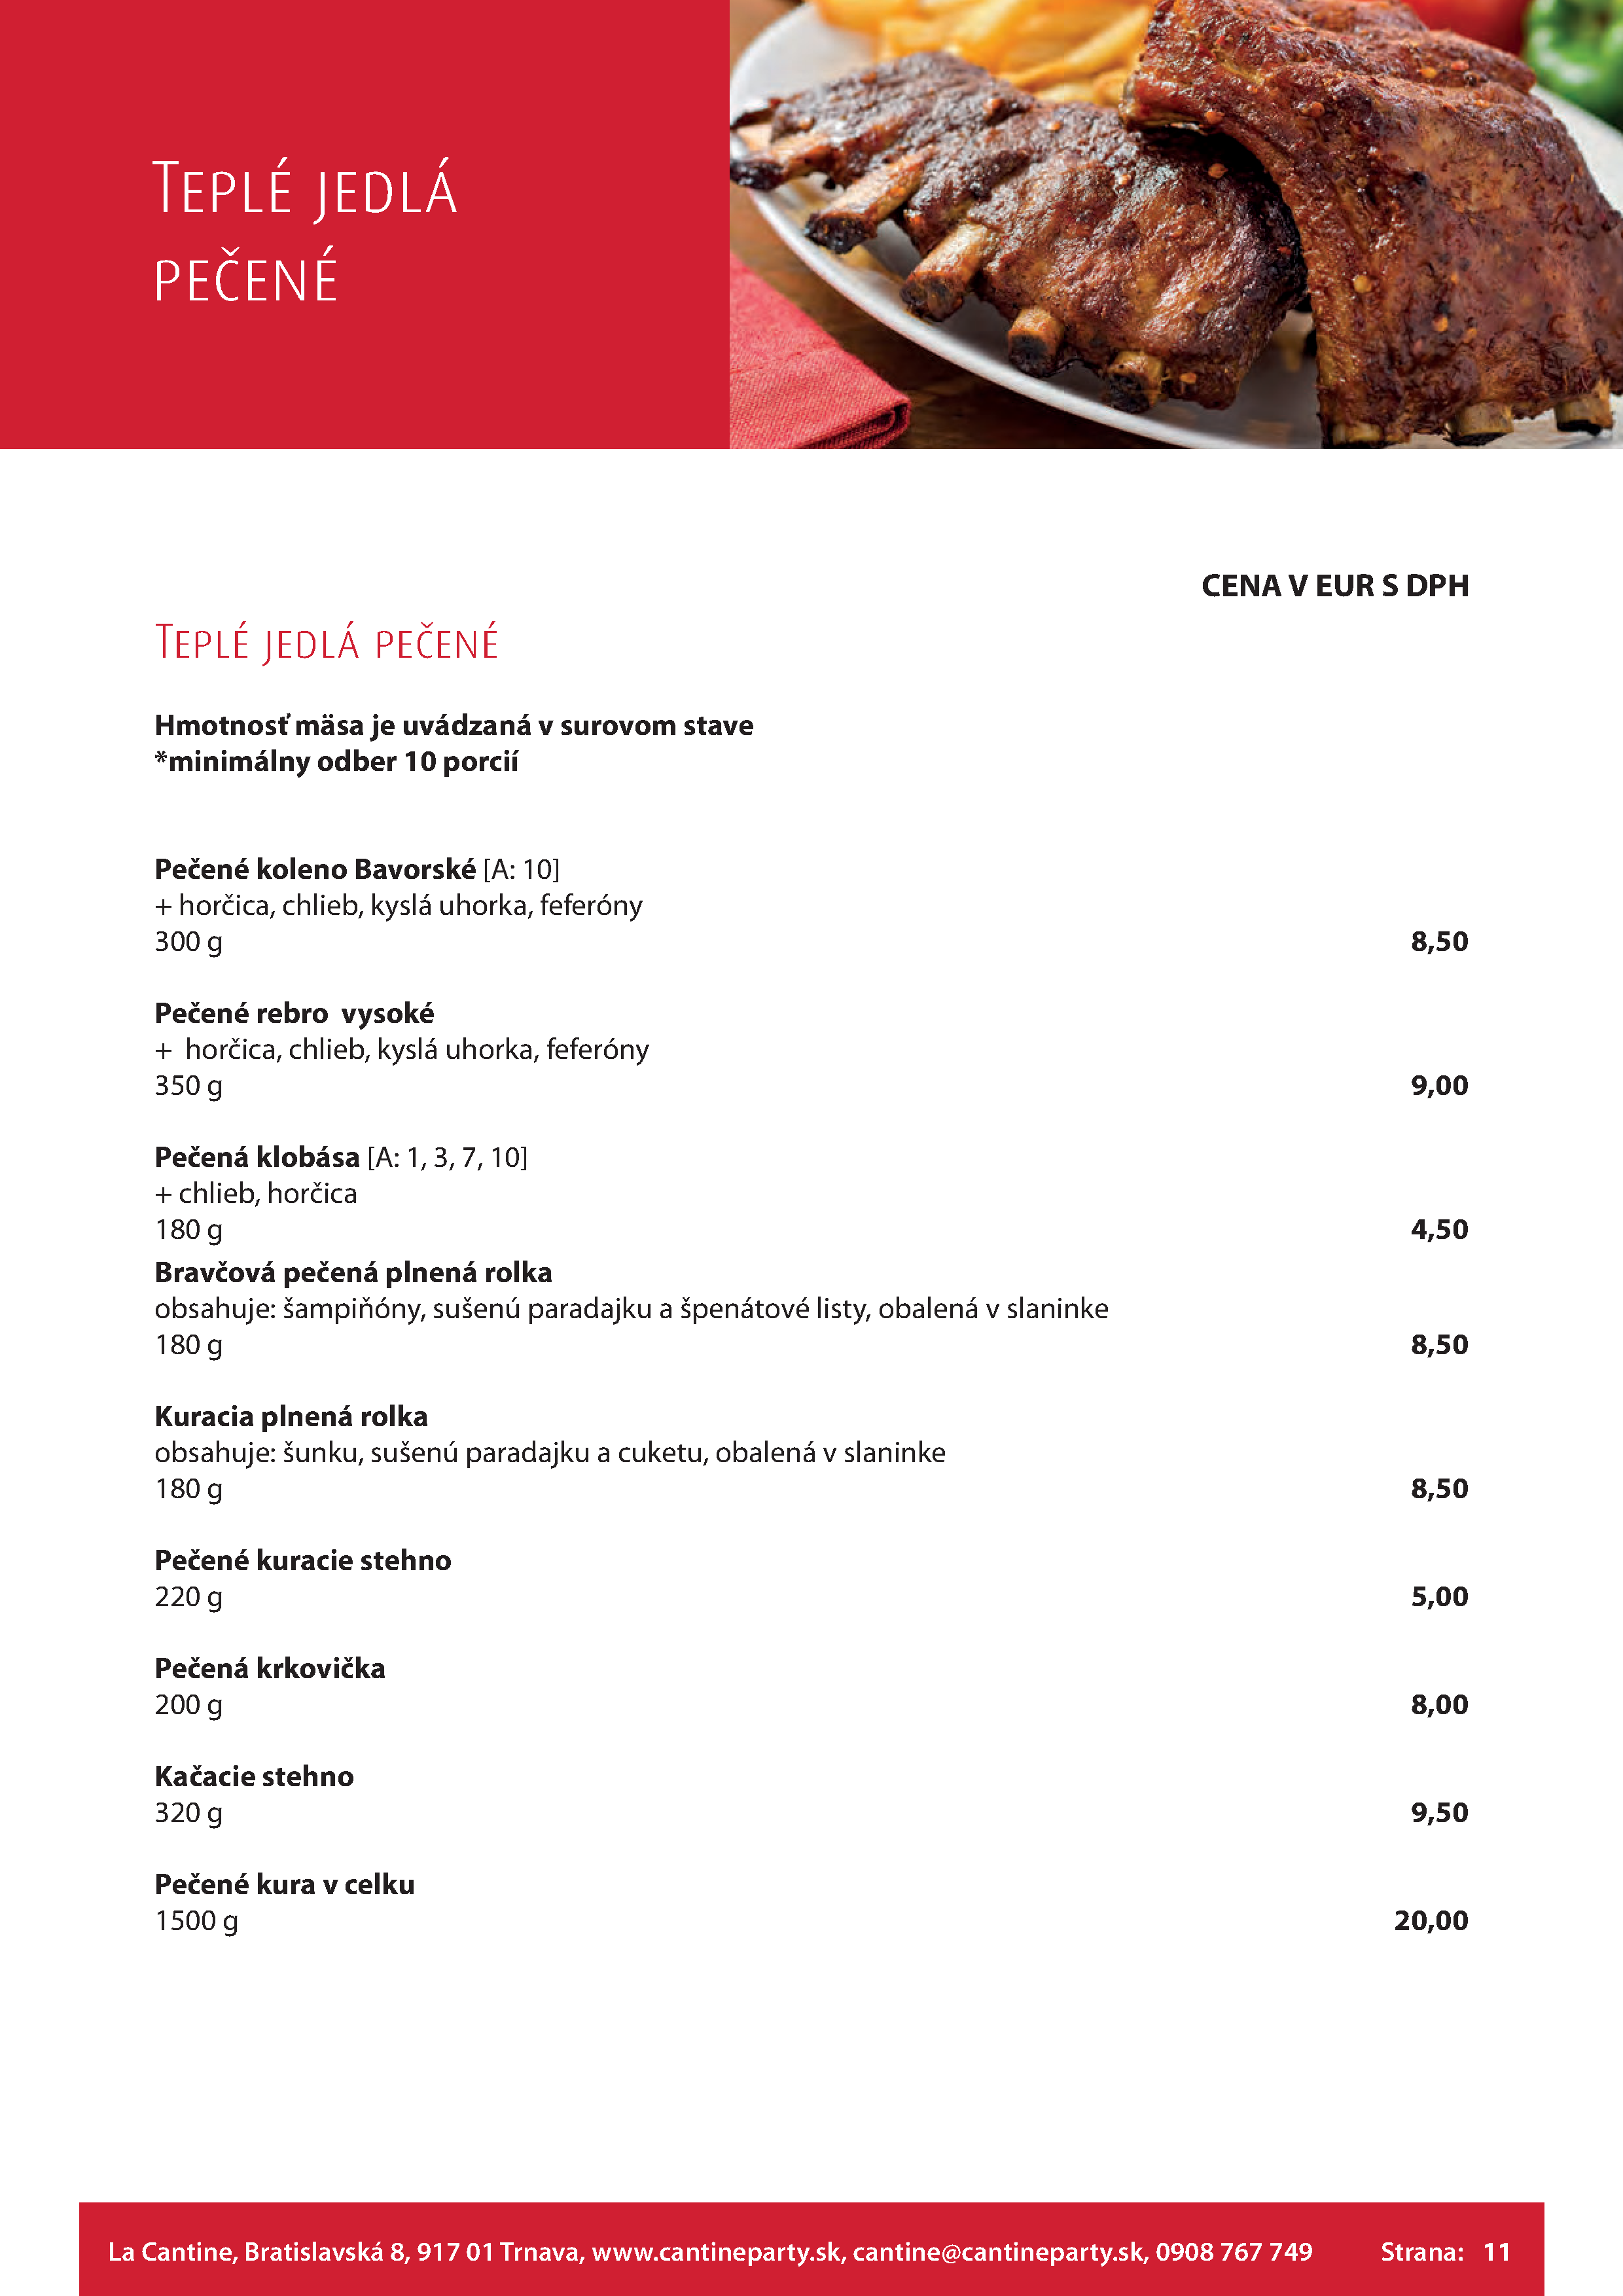 Teplé jedlá
pečené
CENA V EUR S DPH
Teplé jedlá pečené
Hmotnosť mäsa je uvádzaná v surovom stave
*minimálny odber 10 porcií
Pečené koleno Bavorské [A: 10]
+ horčica, chlieb, kyslá uhorka, feferóny
300 g 8,50
Pečené rebro vysoké
+ horčica, chlieb, kyslá uhorka, feferóny
350 g 9,00
Pečená klobása [A: 1, 3, 7, 10]
+ chlieb, horčica
180 g 4,50
Bravčová pečená plnená rolka
obsahuje: šampiňóny, sušenú paradajku a špenátové listy, obalená v slaninke
180 g 8,50
Kuracia plnená rolka
obsahuje: šunku, sušenú paradajku a cuketu, obalená v slaninke
180 g 8,50
Pečené kuracie stehno
220 g 5,00
Pečená krkovička
200 g 8,00
Kačacie stehno
320 g 9,50
Pečené kura v celku
1500 g 20,00
La Cantine, Bratislavská 8, 917 01 Trnava, www.cantineparty.sk, cantine@cantineparty.sk, 0908 767 749 Strana: 11